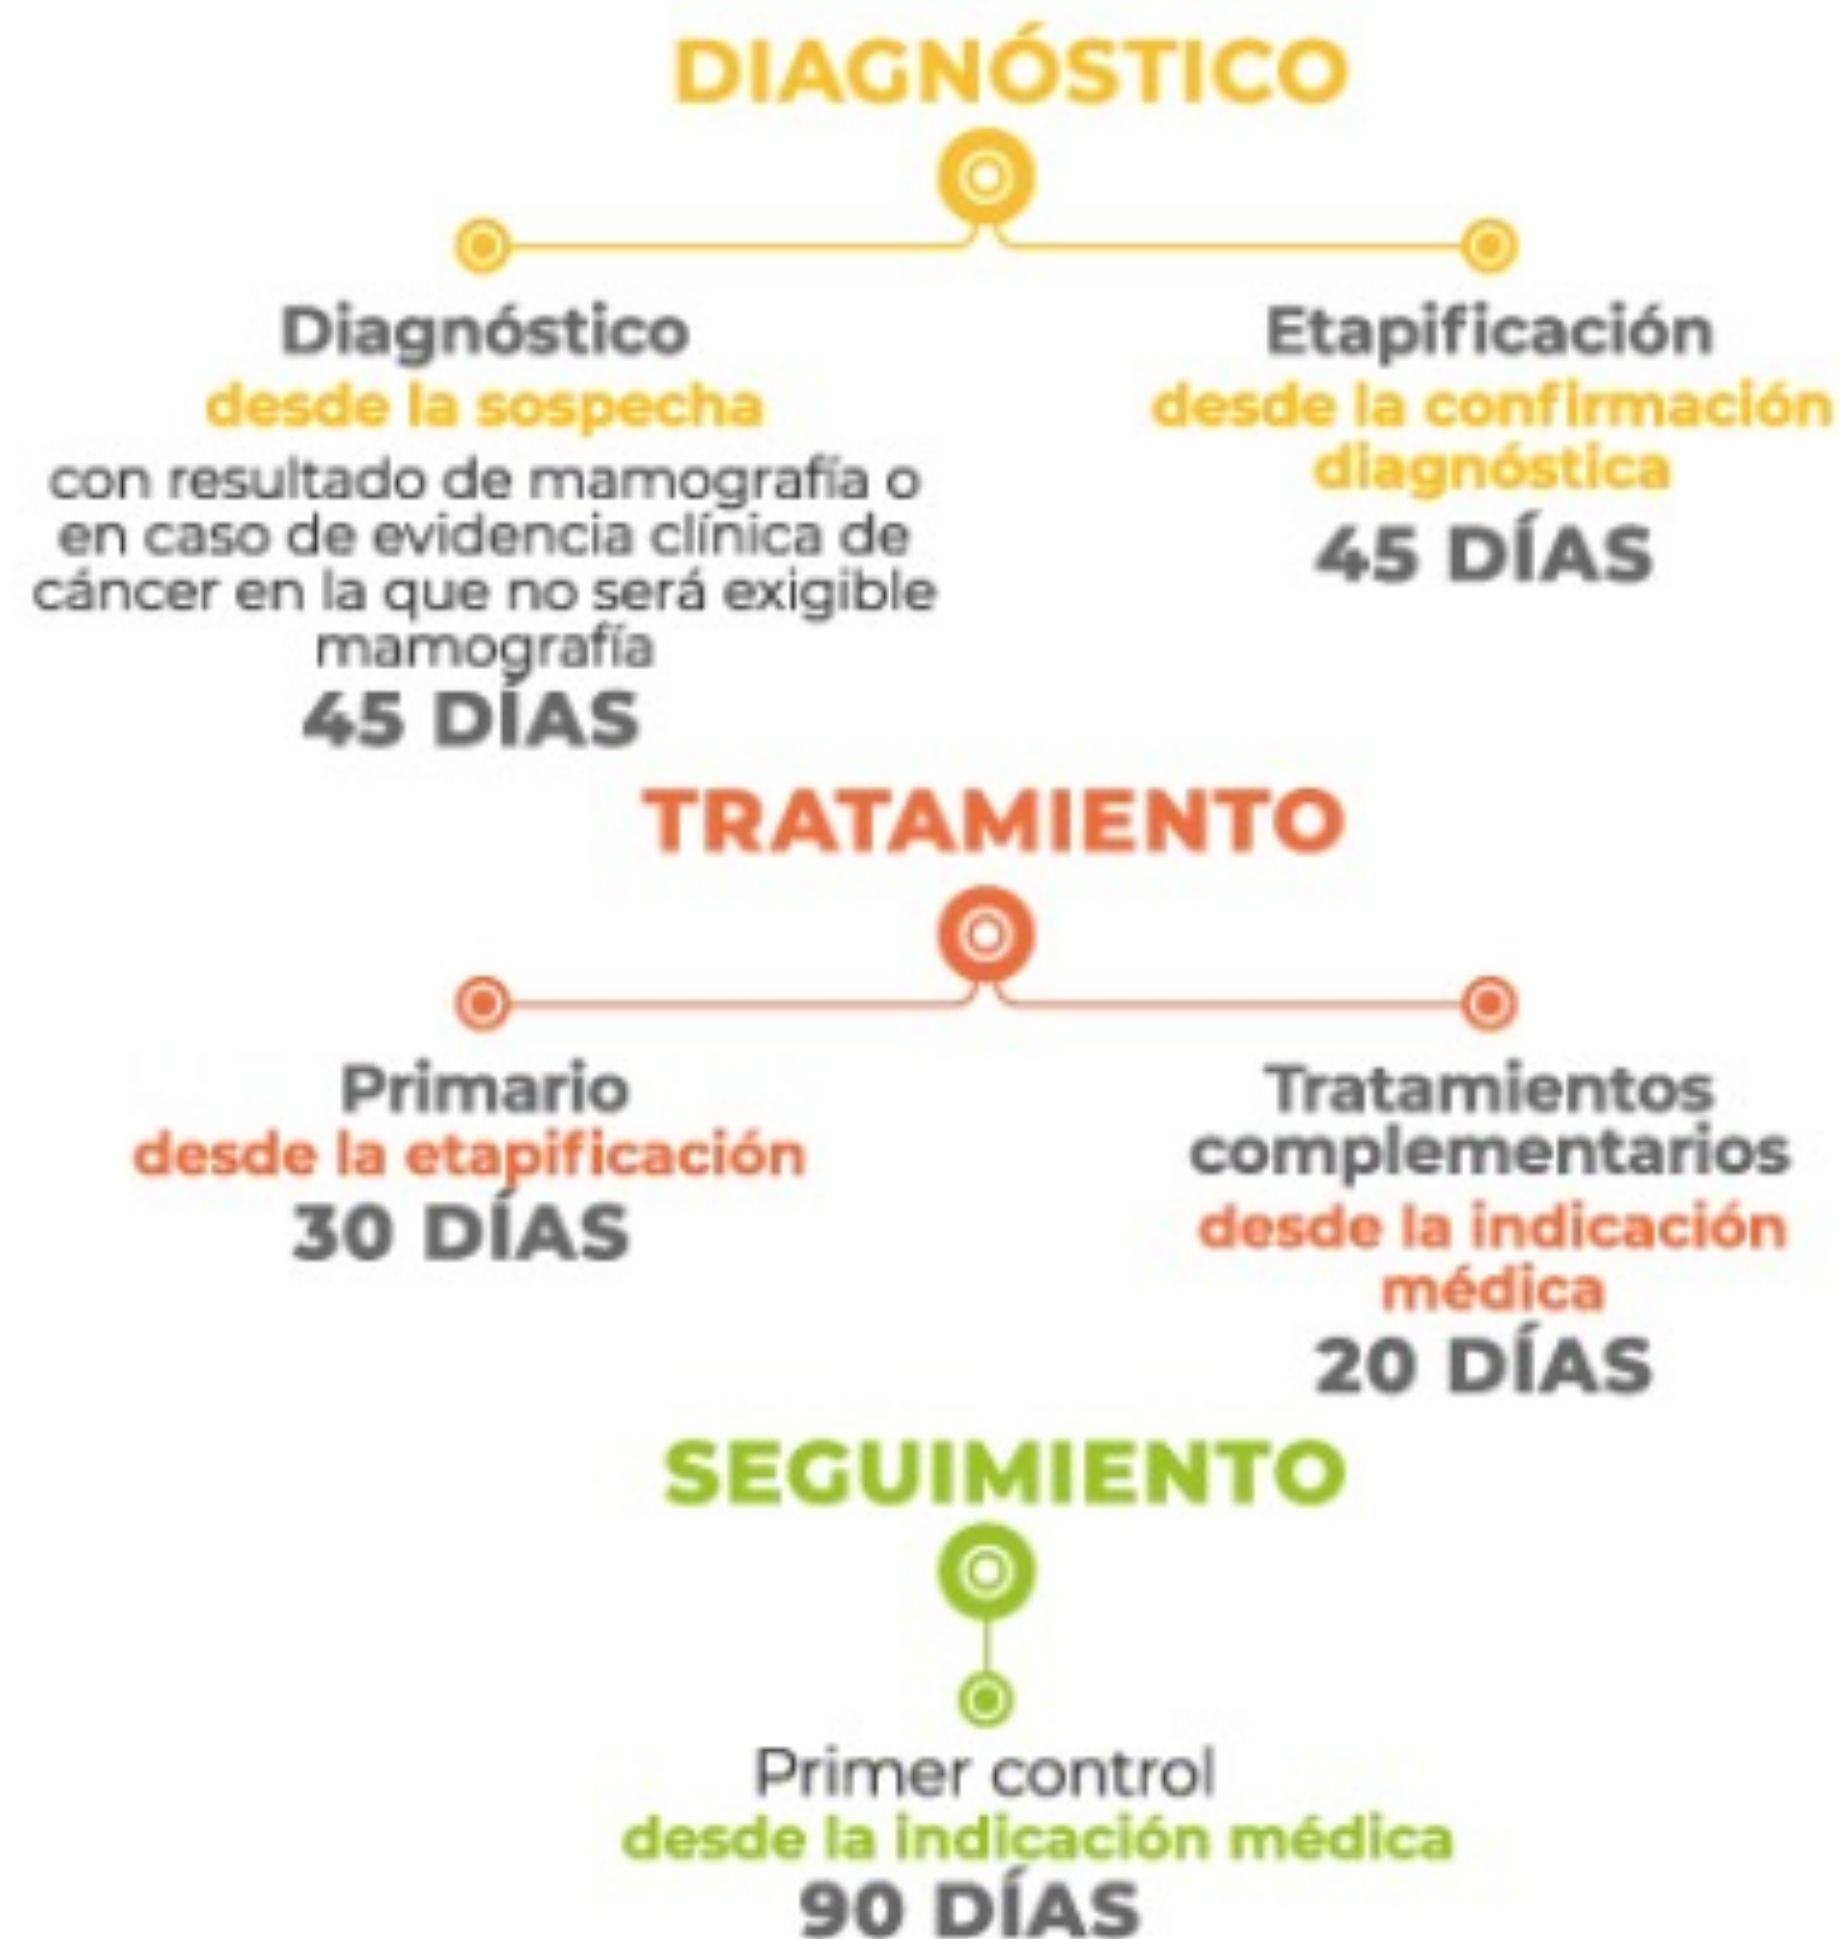 DIAGNÓSTICO
Diagnóstico
desde la sospecha
con resultado de mamografía o
en caso de evidencia clínica de
cáncer en la que no será exigible
mamografía
45 DÍAS
Etapificación
desde la confirmación
diagnóstica
45 DÍAS
TRATAMIENTO
Primario
desde la etapificación
30 DÍAS
Tratamientos
complementarios
desde la indicación
médica
20 DÍAS
SEGUIMIENTO
Primer control
desde la indicación médica
90 DÍAS